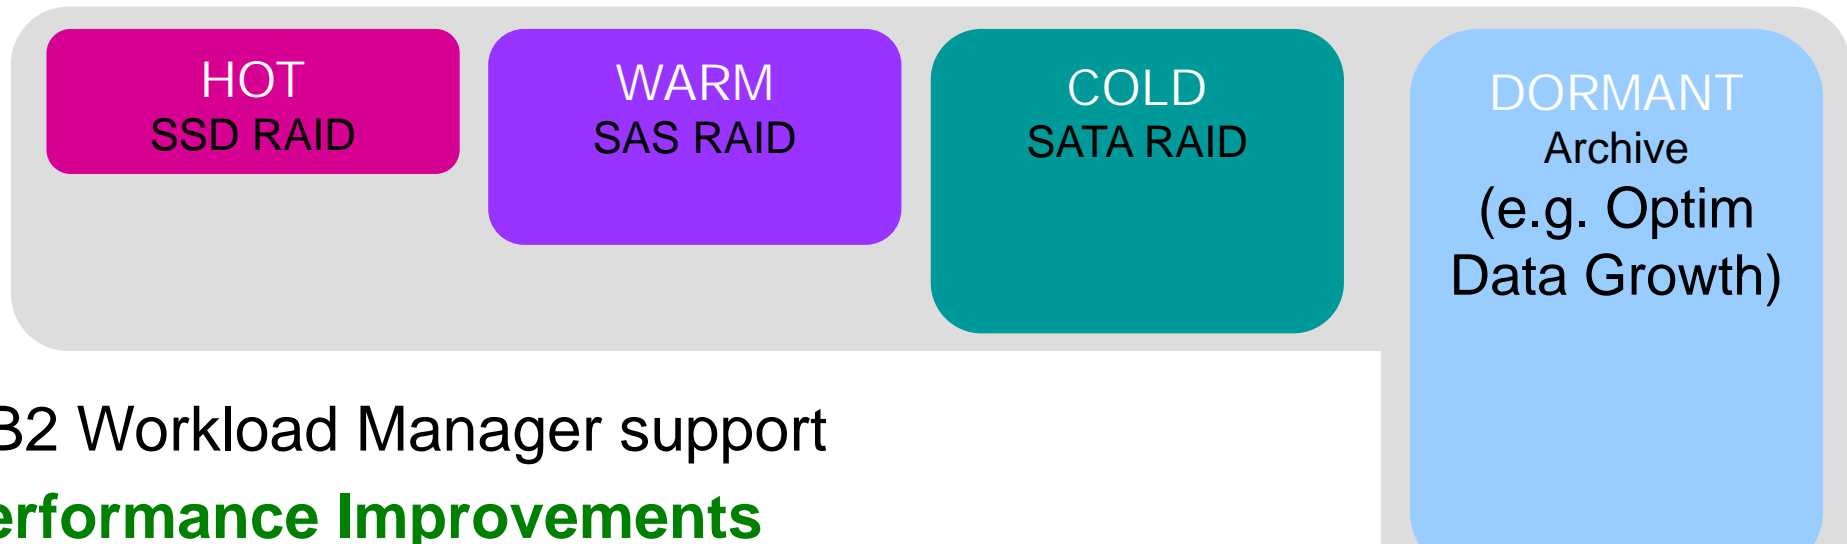 HOT
SSD RAID
WARM
SAS RAID
COLD
SATA RAID
DORMANT
Archive
(e.g. Optim
Data Growth)
B2 Workload Manager support
erformance Improvements